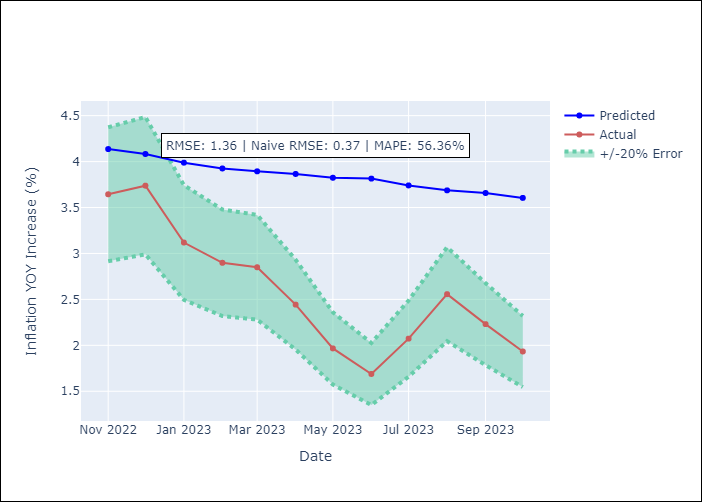 RMSE: 1.36 | Naive RMSE: 0.37 | MAPE: 56.36%
Predicted
Actual
+/-20% Error
Inflation YOY Increase (%)
4.5
4
3.5
3
2.5
2
1.5
Nov 2022 Jan 2023 Mar 2023 May 2023 Jul 2023 Sep 2023
Date